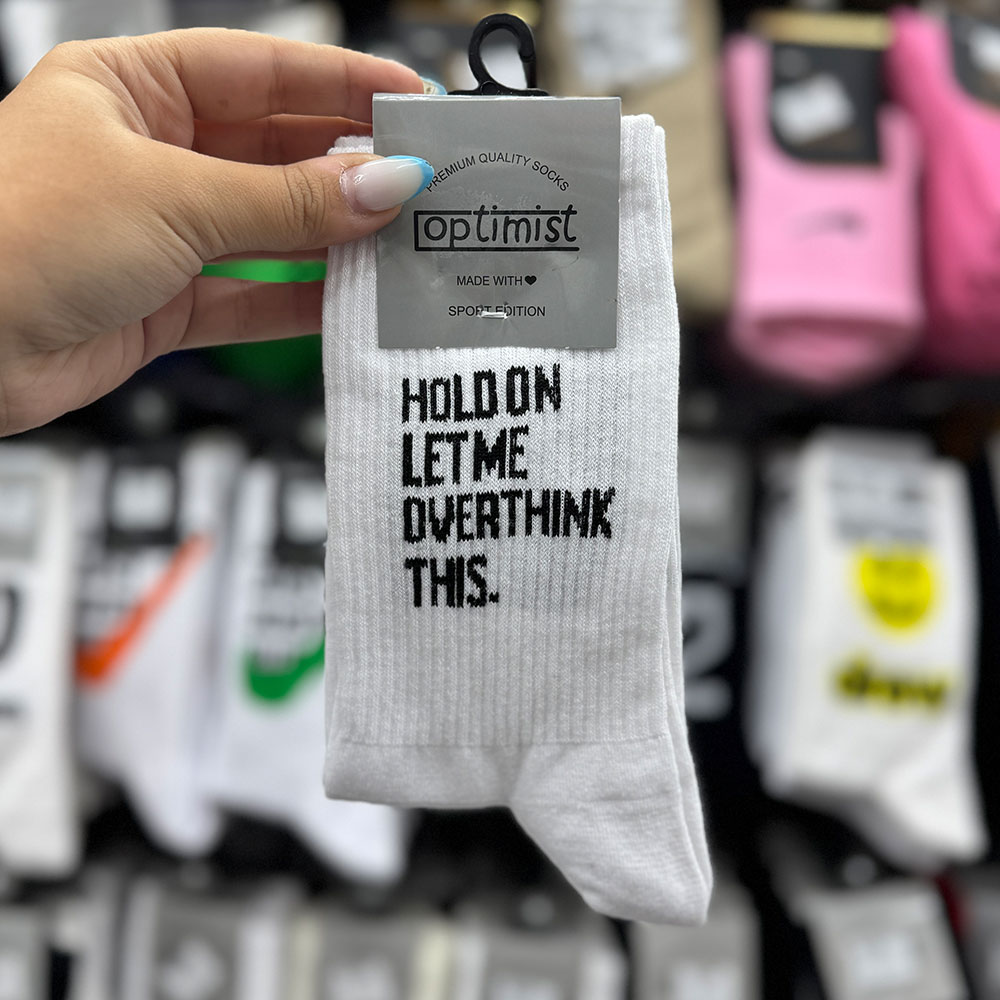 PREMIUM QUALITY SOCKS
optimist
MADE WITH ❤
SPORT EDITION
HOLD ON
LET ME
OVERTHINK
THIS.